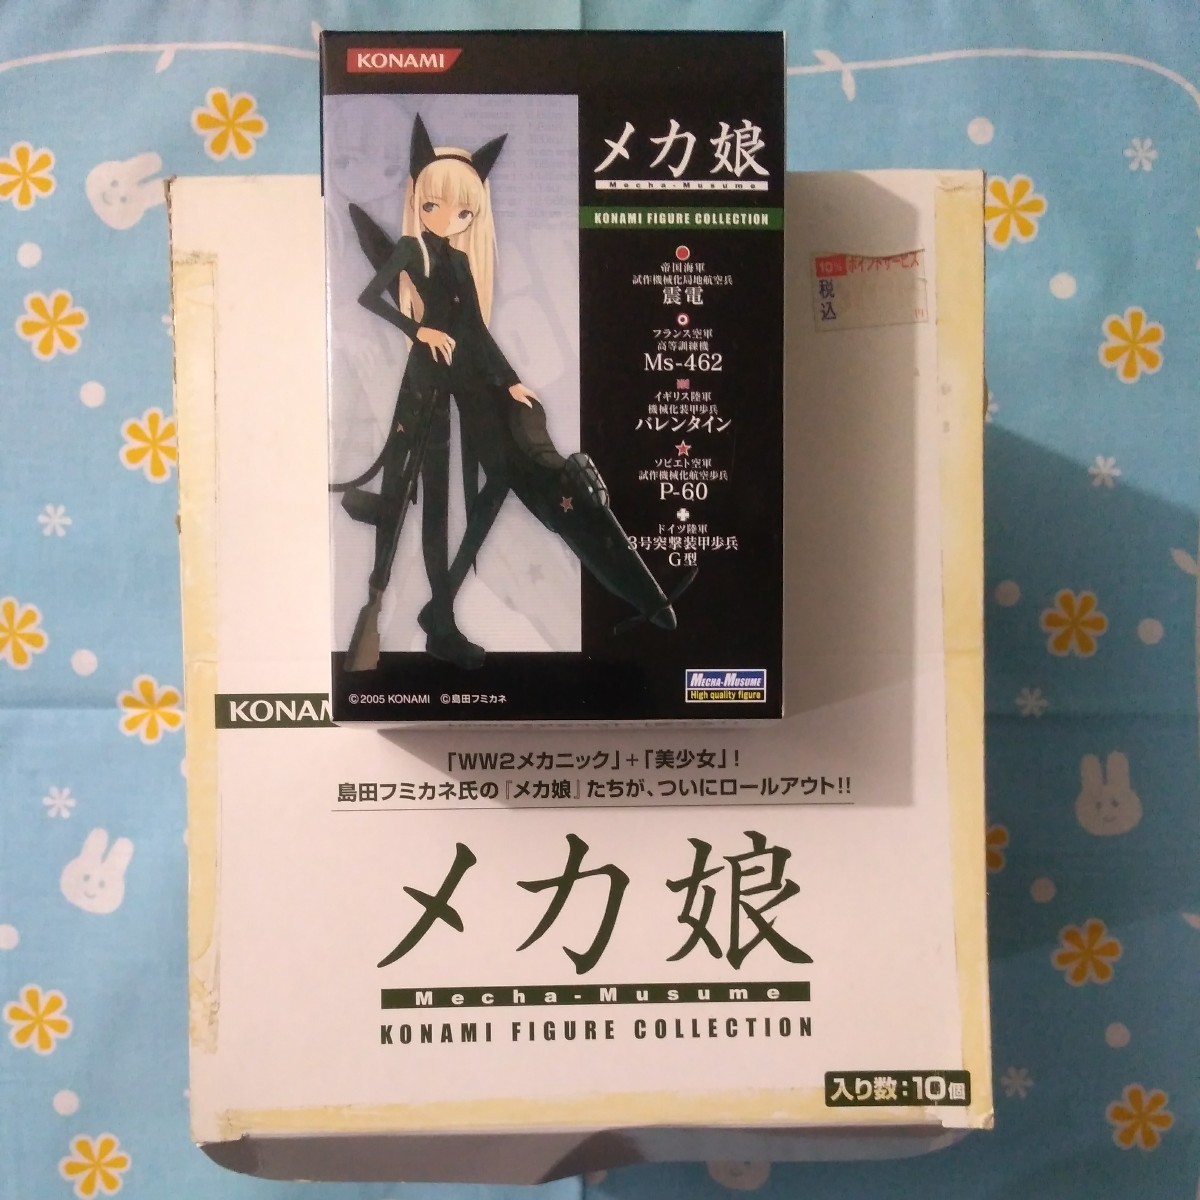 KONAMI
メカ娘
Mecha-Musume
KONAMI FIGURE COLLECTION
帝国海軍
試作機械化局地航空兵
震電
フランス空軍
高等訓練機
Ms-462
イギリス陸軍
機械化装甲歩兵
バレンタイン
ソビエト空軍
試作機械化航空歩兵
P-60
ドイツ陸軍
3号突撃装甲歩兵
G型
©2005 KONAMI ©島田フミカネ
MECHA-MUSUME
High quality figure
10% ポイントサービス
税込
円
KONAM
「WW2メカニック」+「美少女」!
島田フミカネ氏の『メカ娘』たちが、ついにロールアウト!!
メカ娘
Mecha-Musume
KONAMI FIGURE COLLECTION
入り数:10個